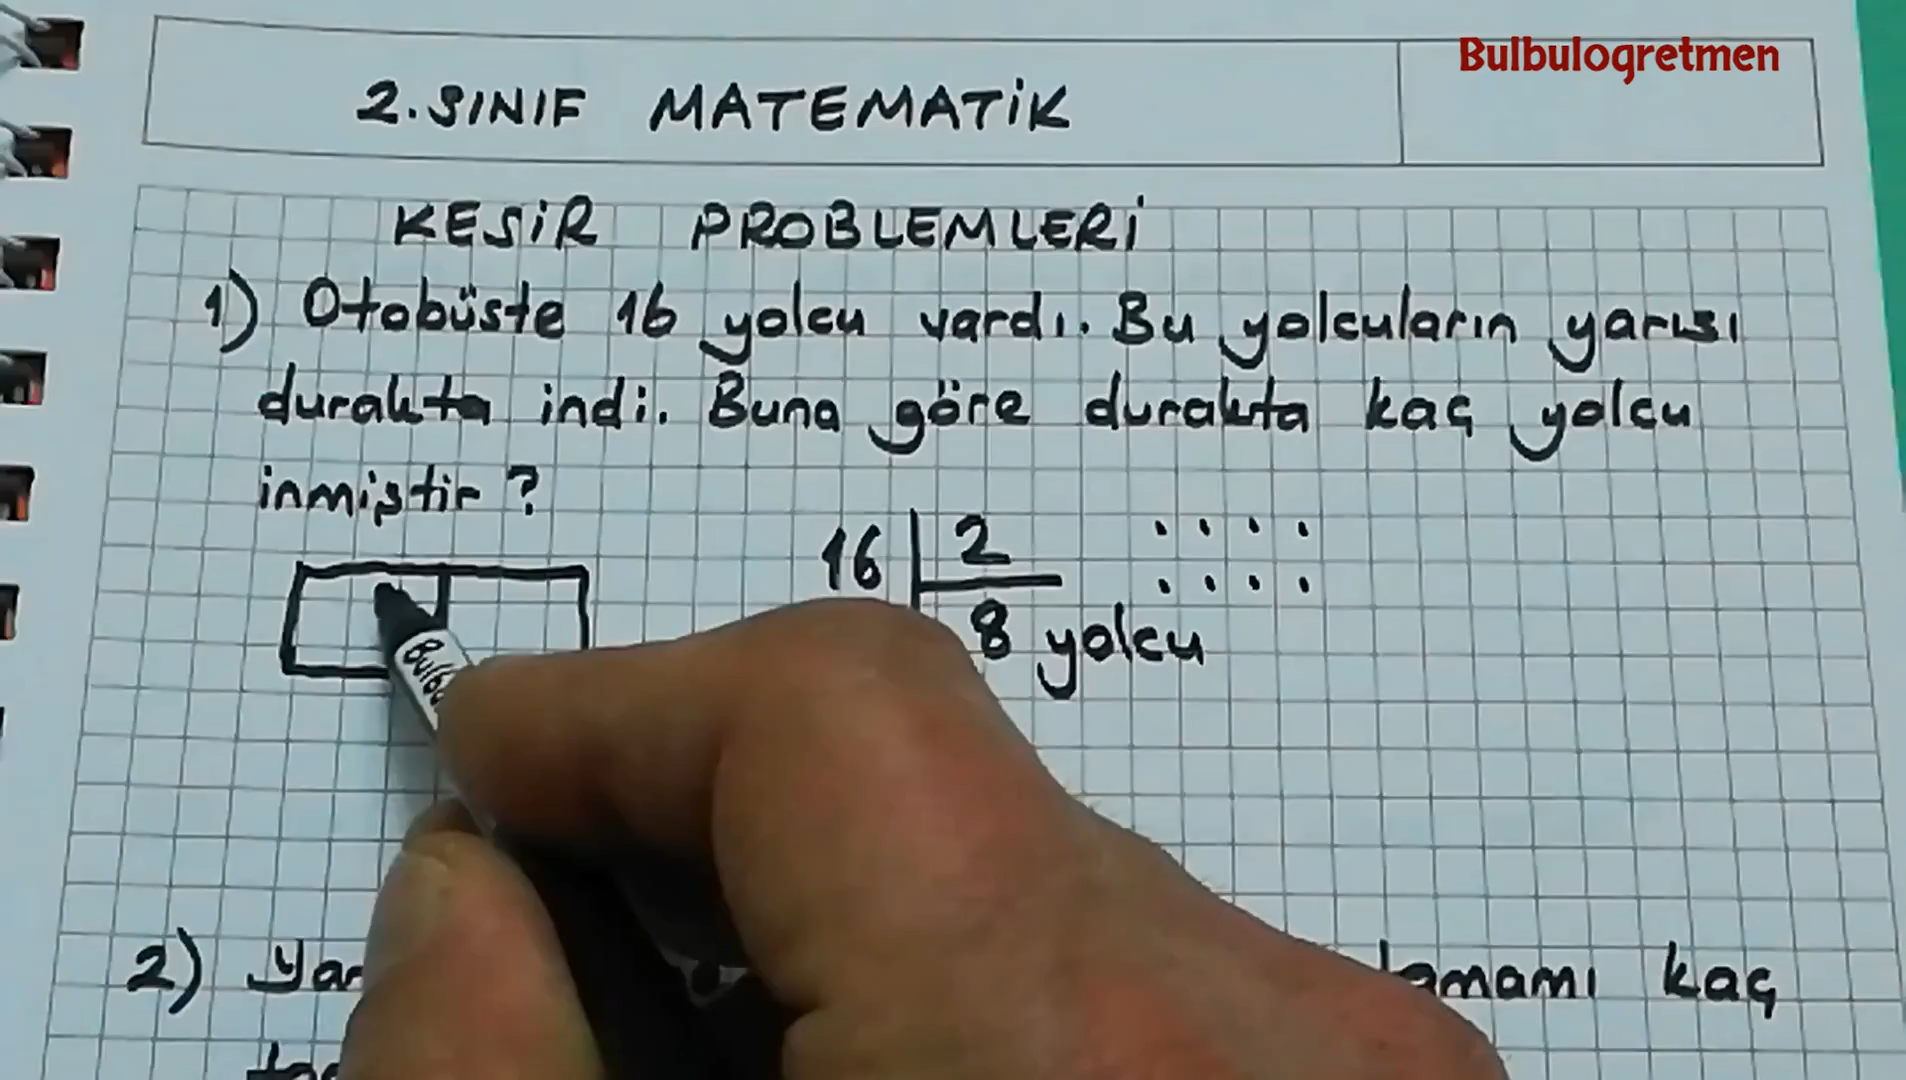 Bulbulogretmen
2.SINIF MATEMATİK
KESİR PROBLEMLERİ
1) Otobüste 16 yolcu vardı. Bu yolcuların yarısı
durakta indi. Buna göre durakta kaç yolcu
inmiştir?
16 2
8 yolcu
2) kaç